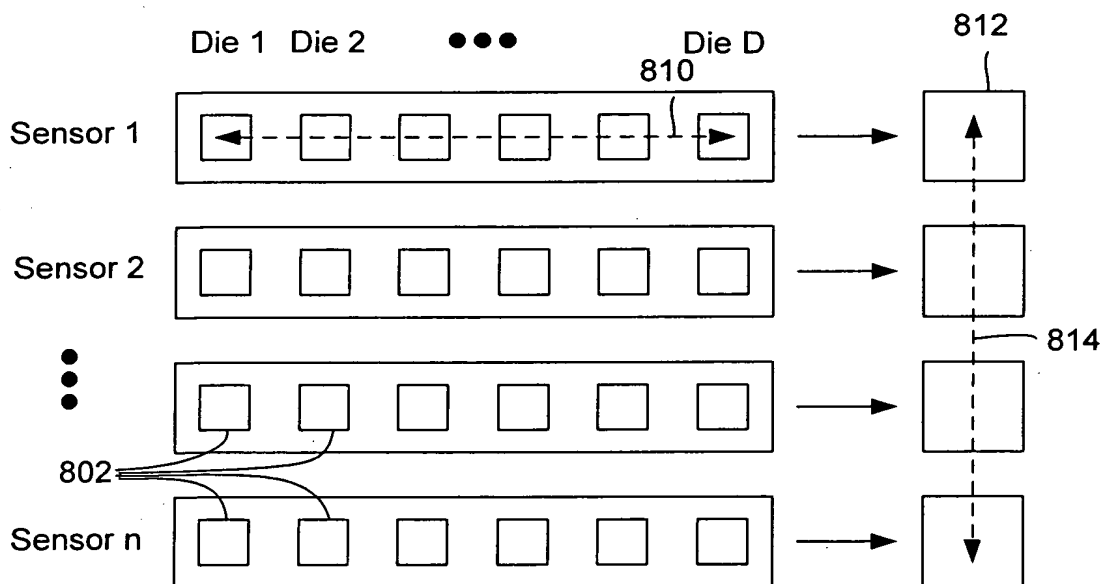 Die 1 Die 2 ●●● Die D
812
810
Sensor 1
Sensor 2
814
802
Sensor n